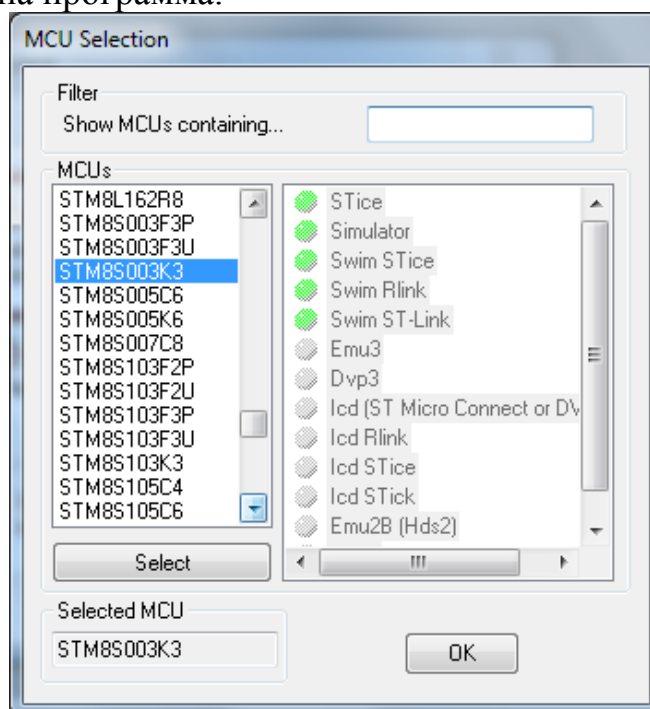 на программа.
MCU Selection
Filter
Show MCUs containing...
MCUs
STM8L162R8
STM8S003F3P
STM8S003F3U
STM8S003K3
STM8S005C6
STM8S005K6
STM8S007C8
STM8S103F2P
STM8S103F2U
STM8S103F3P
STM8S103F3U
STM8S103K3
STM8S105C4
STM8S105C6
STice
Simulator
Swim STice
Swim Rlink
Swim ST-Link
Emu3
Dvp3
Icd (ST Micro Connect or DV
Icd Rlink
Icd STice
Icd STick
Emu2B (Hds2)
Select
Selected MCU
STM8S003K3
OK